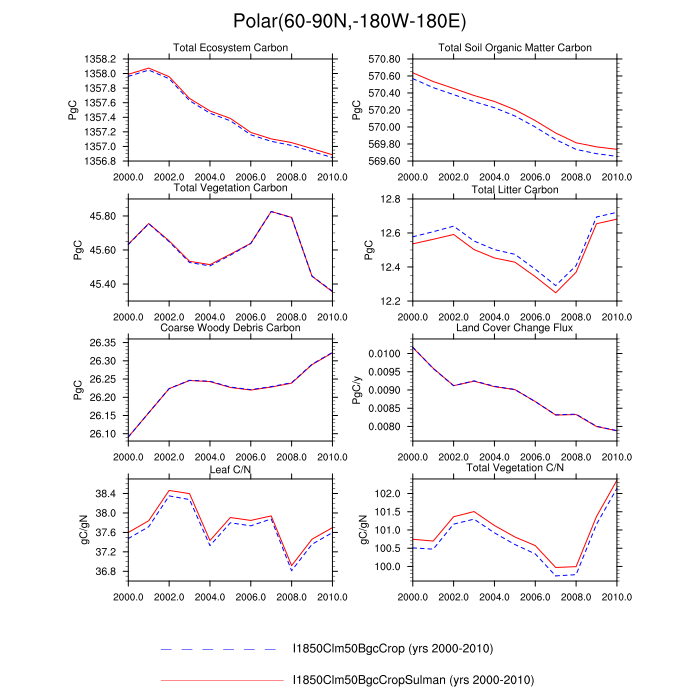 Polar(60-90N,-180W-180E)
Total Ecosystem Carbon
Total Soil Organic Matter Carbon
1358.2
1358.0
1357.8
1357.6
1357.4
1357.2
1357.0
1356.8
PgC
2000.0 2002.0 2004.0 2006.0 2008.0 2010.0
570.80
570.60
570.40
570.20
570.00
569.80
569.60
PgC
2000.0 2002.0 2004.0 2006.0 2008.0 2010.0
Total Vegetation Carbon
Total Litter Carbon
45.80
45.60
45.40
PgC
2000.0 2002.0 2004.0 2006.0 2008.0 2010.0
12.8
12.6
12.4
12.2
PgC
2000.0 2002.0 2004.0 2006.0 2008.0 2010.0
Coarse Woody Debris Carbon
Land Cover Change Flux
26.35
26.30
26.25
26.20
26.15
26.10
PgC
2000.0 2002.0 2004.0 2006.0 2008.0 2010.0
0.0100
0.0095
0.0090
0.0085
0.0080
PgC/y
2000.0 2002.0 2004.0 2006.0 2008.0 2010.0
Leaf C/N
Total Vegetation C/N
38.4
38.0
37.6
37.2
36.8
gC/gN
2000.0 2002.0 2004.0 2006.0 2008.0 2010.0
102.0
101.5
101.0
100.5
100.0
gC/gN
2000.0 2002.0 2004.0 2006.0 2008.0 2010.0
I1850Clm50BgcCrop (yrs 2000-2010)
I1850Clm50BgcCropSulman (yrs 2000-2010)